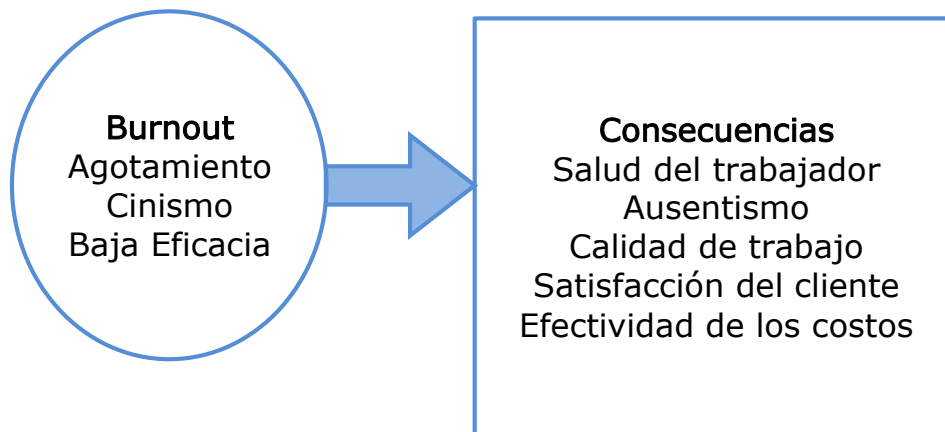 Burnout
Agotamiento
Cinismo
Baja Eficacia
Consecuencias
Salud del trabajador
Ausentismo
Calidad de trabajo
Satisfacción del cliente
Efectividad de los costos